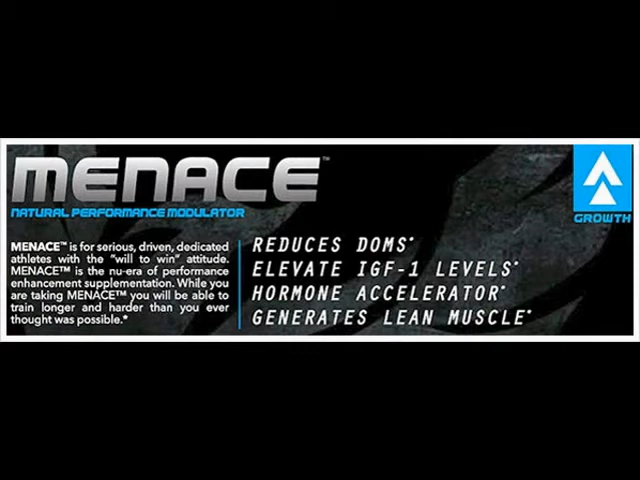 MENACE™
NATURAL PERFORMANCE MODULATOR
GROWTH
MENACE™ is for serious, driven, dedicated
athletes with the "will to win" attitude.
MENACE™ is the nu-era of performance
enhancement supplementation. While you
are taking MENACE™ you will be able to
train longer and harder than you ever
thought was possible.*
REDUCES DOMS*
ELEVATE IGF-1 LEVELS*
HORMONE ACCELERATOR*
GENERATES LEAN MUSCLE*